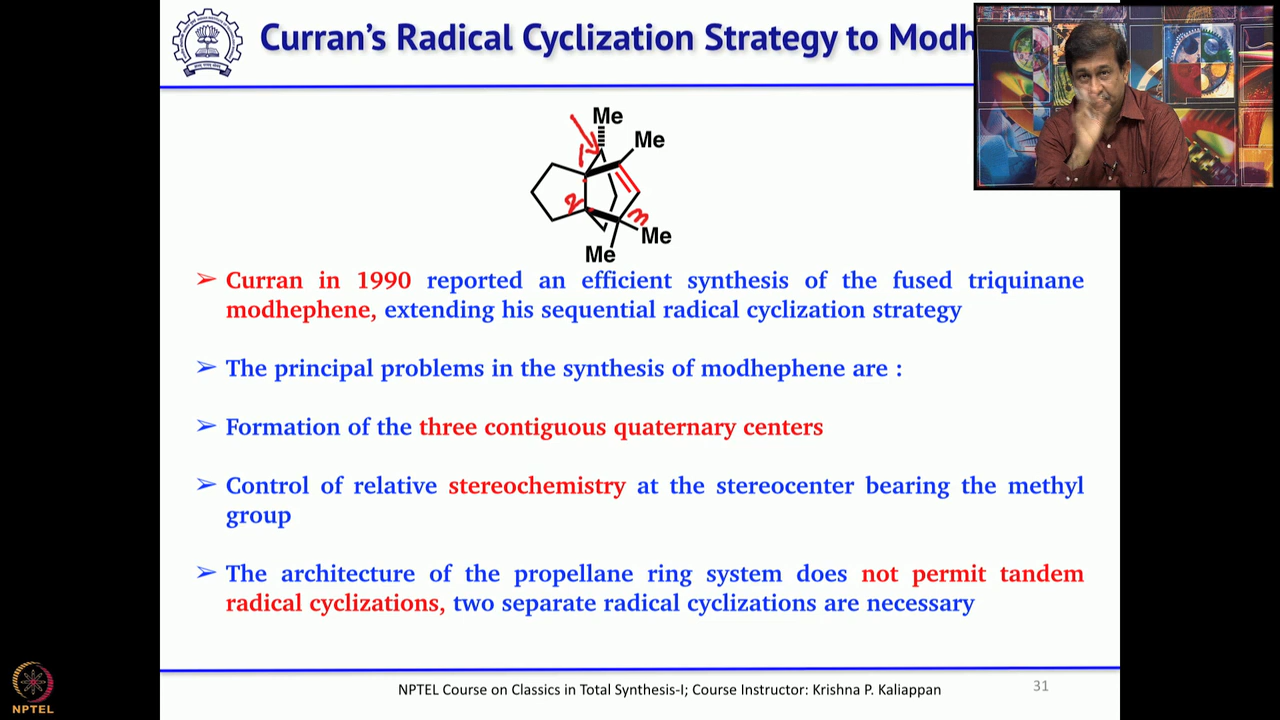 Curran's Radical Cyclization Strategy to Modh
Me
Me
1
2
3
Me
Me
➢ Curran in 1990 reported an efficient synthesis of the fused triquinane
modhephene, extending his sequential radical cyclization strategy
➢ The principal problems in the synthesis of modhephene are :
➢ Formation of the three contiguous quaternary centers
➢ Control of relative stereochemistry at the stereocenter bearing the methyl
group
➢ The architecture of the propellane ring system does not permit tandem
radical cyclizations, two separate radical cyclizations are necessary
NPTEL Course on Classics in Total Synthesis-I; Course Instructor: Krishna P. Kaliappan
31
NPTEL